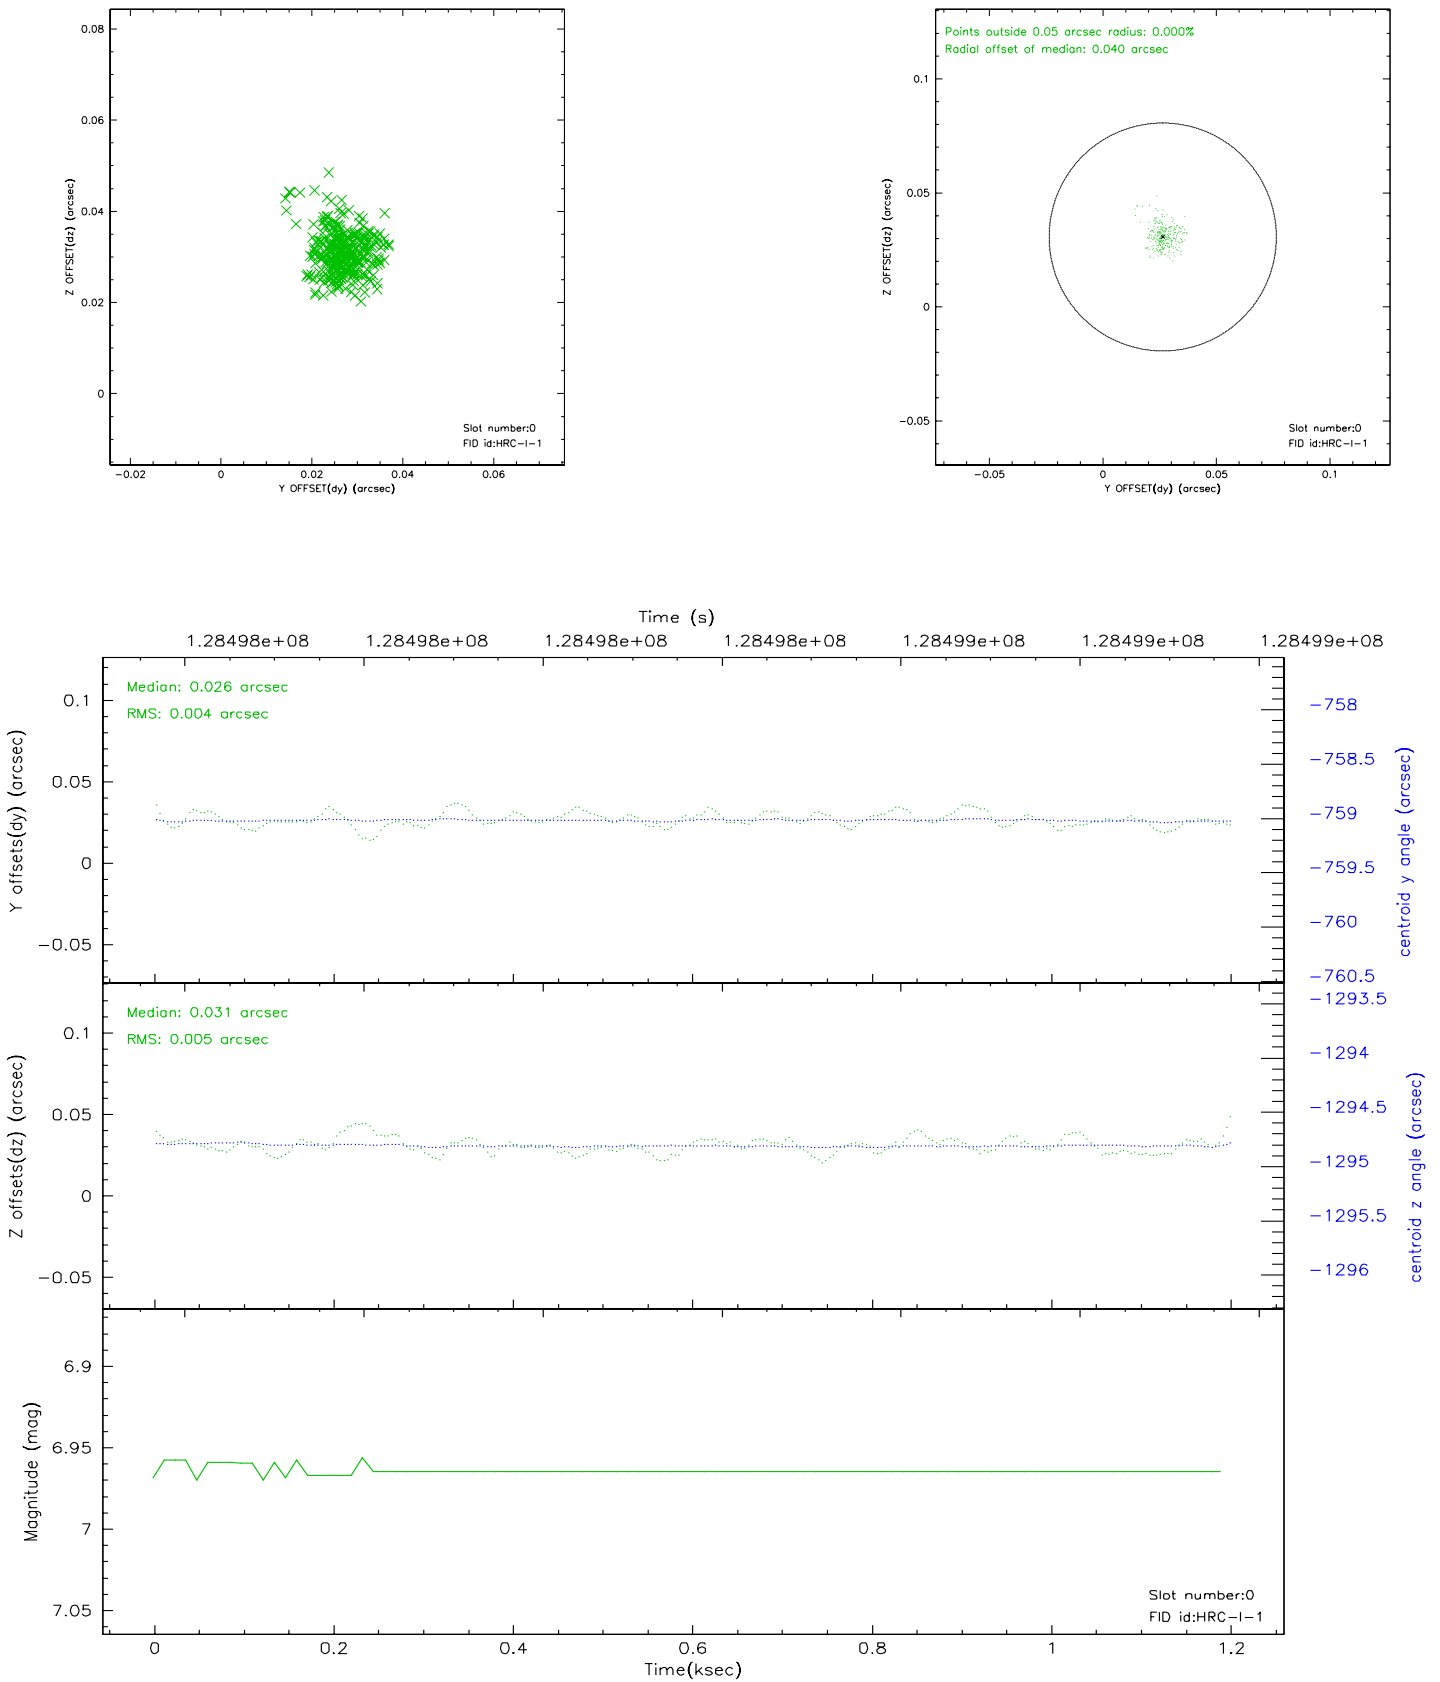 0.08
0.06
0.04
0.02
0
Z OFFSET(dz) (arcsec)
Slot number:0
FID id:HRC-I-1
-0.02 0 0.02 0.04 0.06
Y OFFSET(dy) (arcsec)
Points outside 0.05 arcsec radius: 0.000%
Radial offset of median: 0.040 arcsec
0.1
0.05
0
-0.05
Z OFFSET(dz) (arcsec)
Slot number:0
FID id:HRC-I-1
-0.05 0 0.05 0.1
Y OFFSET(dy) (arcsec)
Time (s)
1.28498e+08 1.28498e+08 1.28498e+08 1.28498e+08 1.28499e+08 1.28499e+08 1.28499e+08
Median: 0.026 arcsec
RMS: 0.004 arcsec
0.1
0.05
0
-0.05
Y offsets(dy) (arcsec)
-758
-758.5
-759
-759.5
-760
-760.5
centroid y angle (arcsec)
Median: 0.031 arcsec
RMS: 0.005 arcsec
0.1
0.05
0
-0.05
Z offsets(dz) (arcsec)
-1293.5
-1294
-1294.5
-1295
-1295.5
-1296
centroid z angle (arcsec)
6.9
6.95
7
7.05
Magnitude (mag)
Slot number:0
FID id:HRC-I-1
0 0.2 0.4 0.6 0.8 1 1.2
Time(ksec)